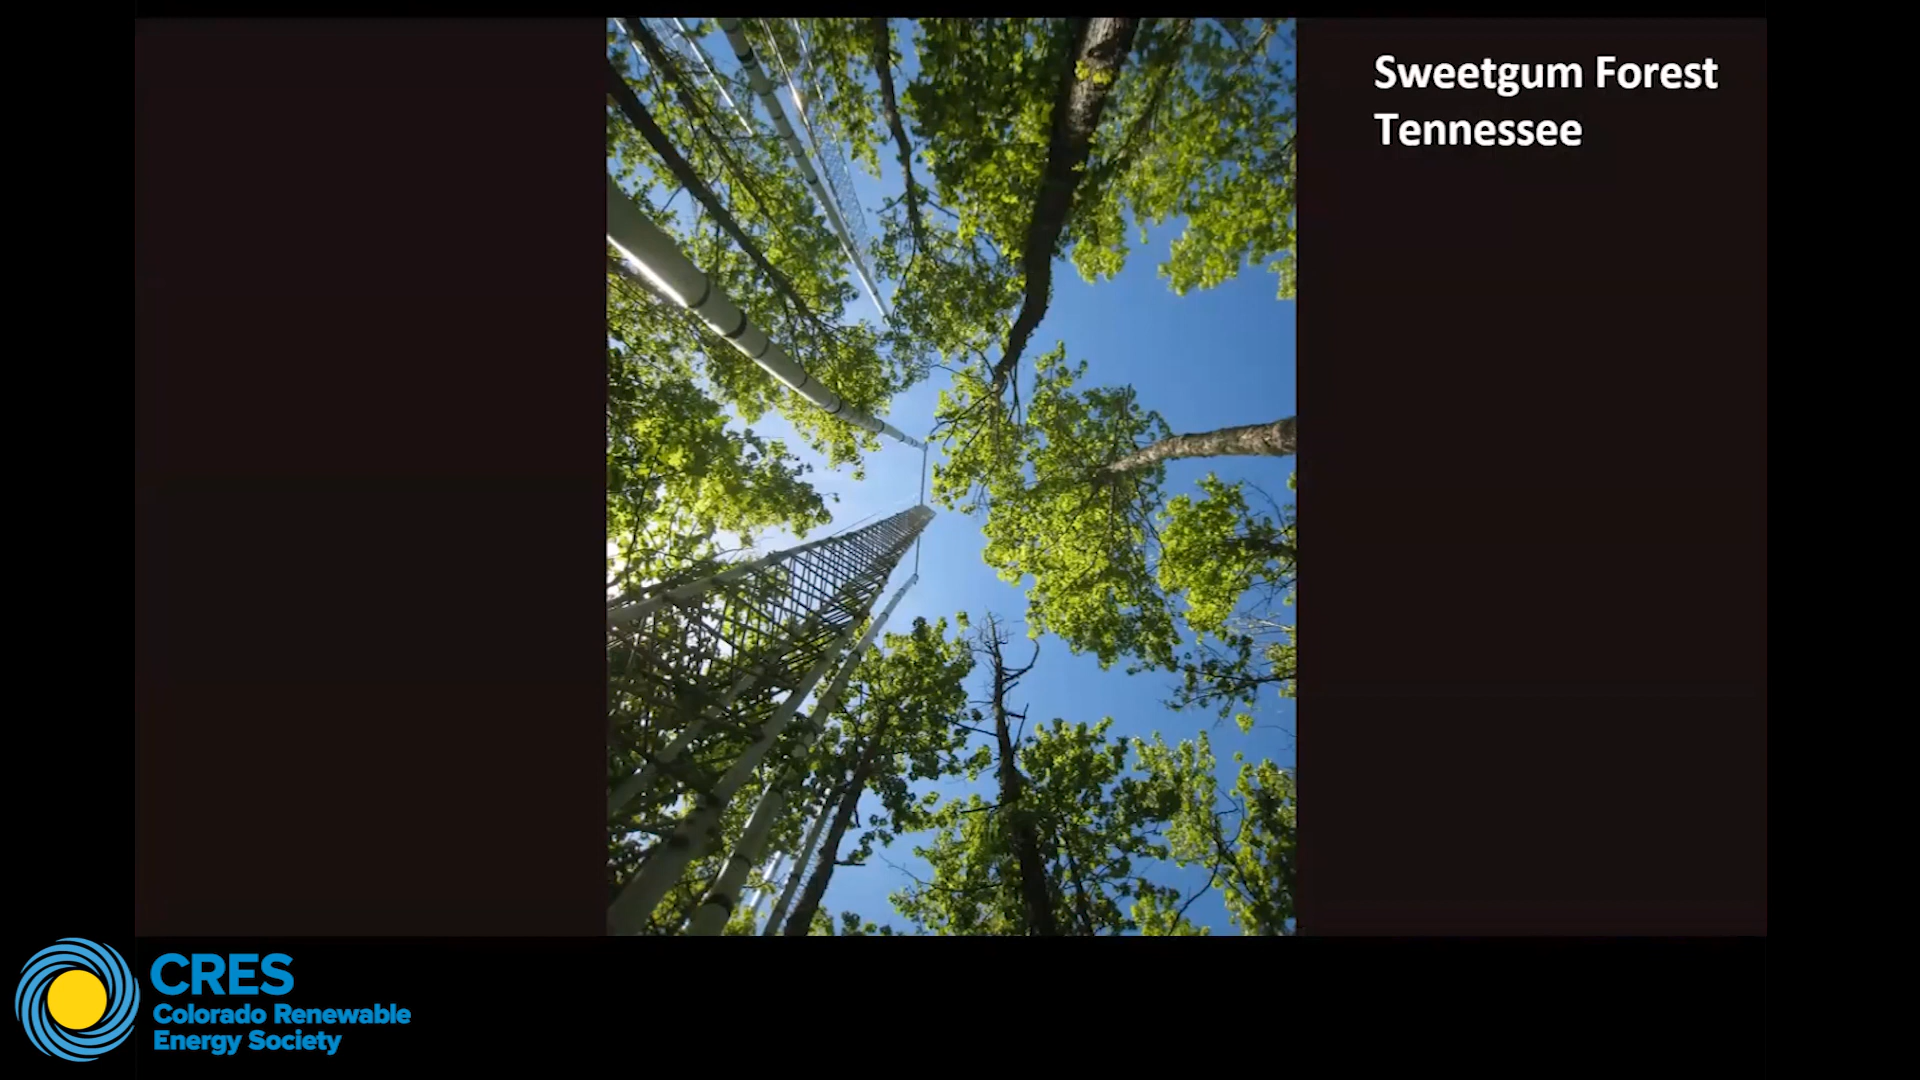 Sweetgum Forest
Tennessee
CRES
Colorado Renewable
Energy Society